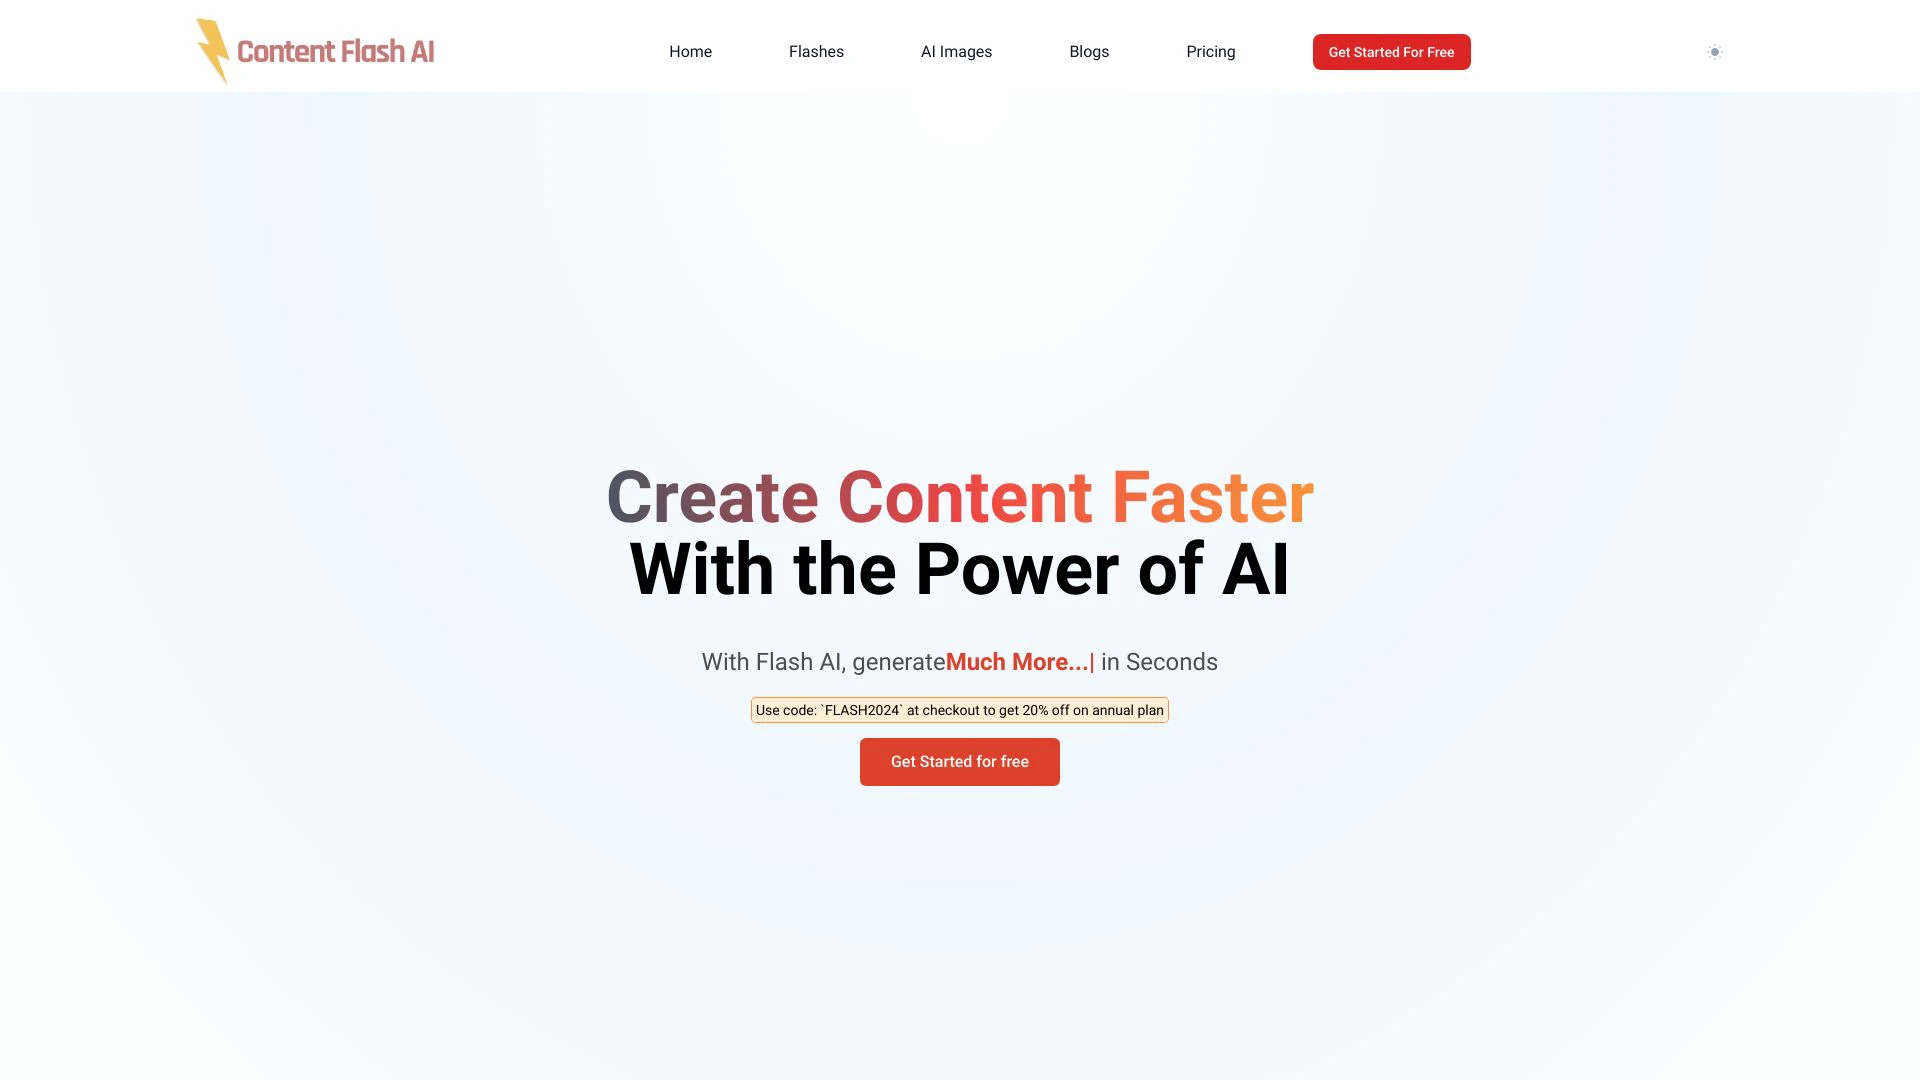 Content Flash AI
Home
Flashes
AI Images
Blogs
Pricing
Get Started For Free
Create Content Faster
With the Power of AI
With Flash AI, generateMuch More...| in Seconds
Use code: `FLASH2024` at checkout to get 20% off on annual plan
Get Started for free